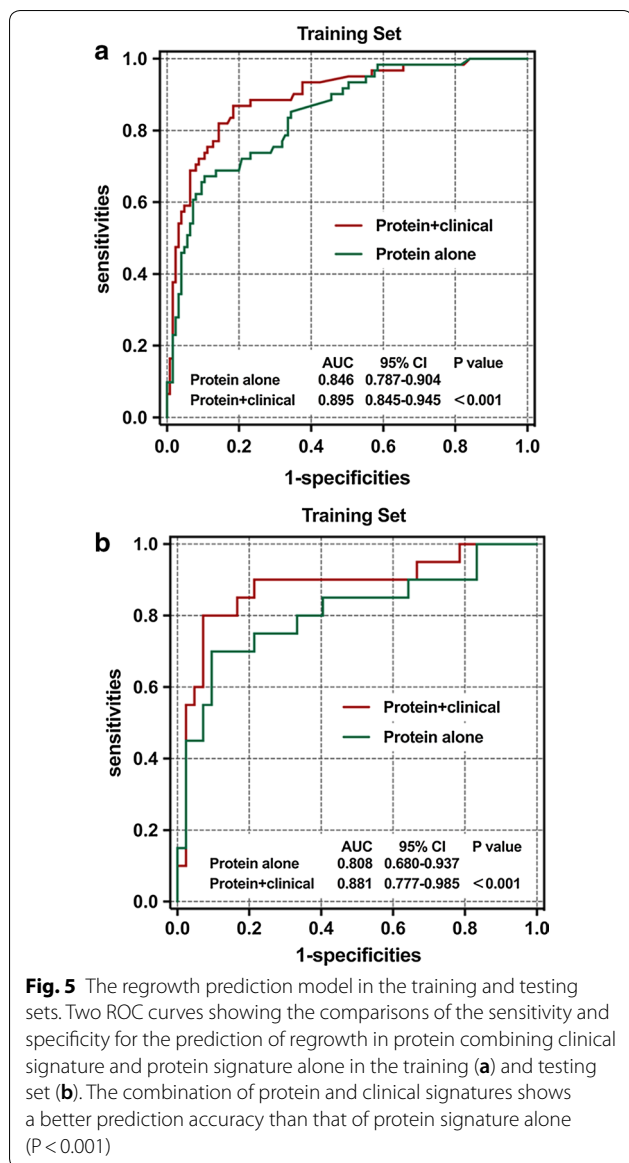 Training Set
a
1.0
0.8
0.6
0.4
0.2
0.0
sensitivities
Protein+clinical
Protein alone
AUC 95% CI P value
Protein alone 0.846 0.787-0.904
Protein+clinical 0.895 0.845-0.945 <0.001
0.0 0.2 0.4 0.6 0.8 1.0
1-specificities
Training Set
b
1.0
0.8
0.6
0.4
0.2
0.0
sensitivities
Protein+clinical
Protein alone
AUC 95% CI P value
Protein alone 0.808 0.680-0.937
Protein+clinical 0.881 0.777-0.985 <0.001
0.0 0.2 0.4 0.6 0.8 1.0
1-specificities
Fig. 5 The regrowth prediction model in the training and testing
sets. Two ROC curves showing the comparisons of the sensitivity and
specificity for the prediction of regrowth in protein combining clinical
signature and protein signature alone in the training (a) and testing
set (b). The combination of protein and clinical signatures shows
a better prediction accuracy than that of protein signature alone
(P < 0.001)